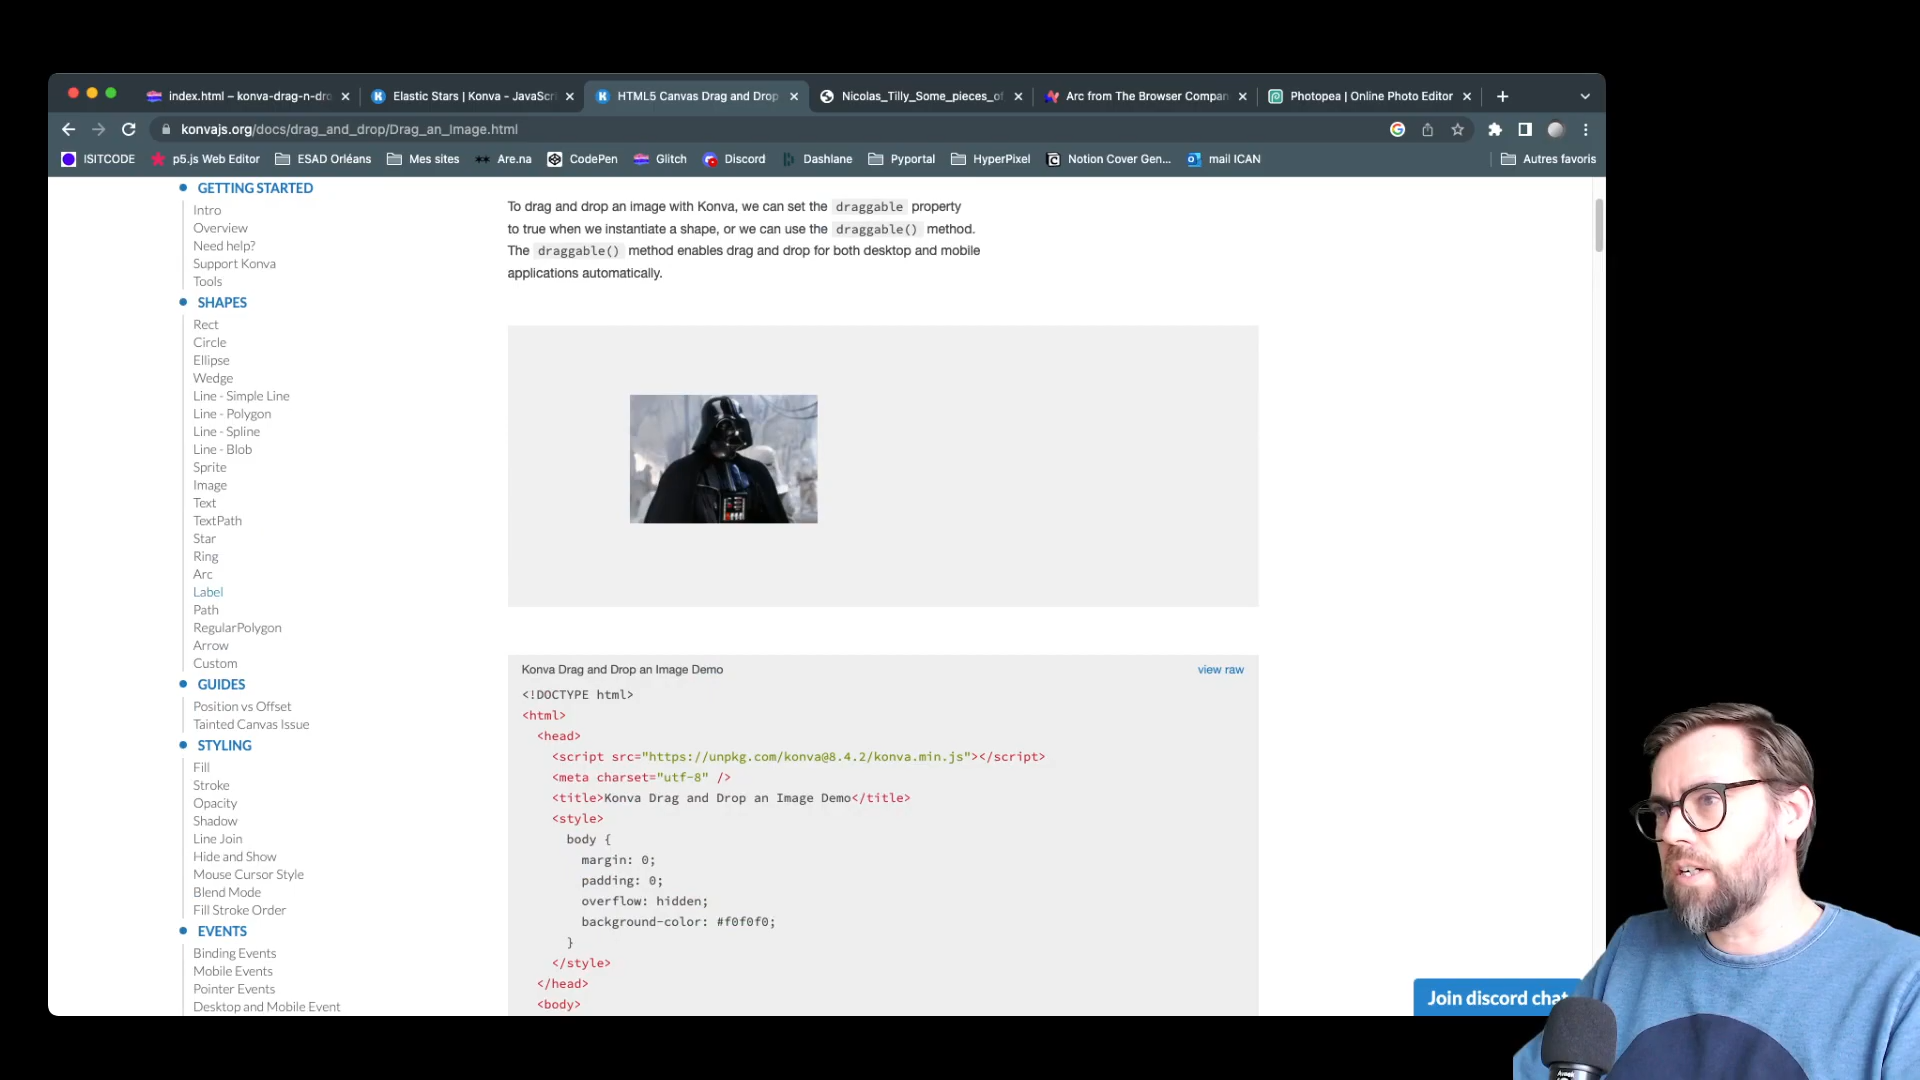 index.html – konva-drag-n-dro
Elastic Stars | Konva - JavaScri
HTML5 Canvas Drag and Drop
Nicolas_Tilly_Some_pieces_of
Arc from The Browser Compan
Photopea | Online Photo Editor
konvajs.org/docs/drag_and_drop/Drag_an_Image.html
ISITCODE
p5.js Web Editor
ESAD Orléans
Mes sites
Are.na
CodePen
Glitch
Discord
Dashlane
Pyportal
HyperPixel
Notion Cover Gen...
mail ICAN
Autres favoris
GETTING STARTED
Intro
Overview
Need help?
Support Konva
Tools
SHAPES
Rect
Circle
Ellipse
Wedge
Line - Simple Line
Line - Polygon
Line - Spline
Line - Blob
Sprite
Image
Text
TextPath
Star
Ring
Arc
Label
Path
RegularPolygon
Arrow
Custom
GUIDES
Position vs Offset
Tainted Canvas Issue
STYLING
Fill
Stroke
Opacity
Shadow
Line Join
Hide and Show
Mouse Cursor Style
Blend Mode
Fill Stroke Order
EVENTS
Binding Events
Mobile Events
Pointer Events
Desktop and Mobile Event
To drag and drop an image with Konva, we can set the draggable property
to true when we instantiate a shape, or we can use the draggable() method.
The draggable() method enables drag and drop for both desktop and mobile
applications automatically.
Konva Drag and Drop an Image Demo
view raw
<!DOCTYPE html>
<html>
<head>
<script src="https://unpkg.com/konva@8.4.2/konva.min.js"></script>
<meta charset="utf-8" />
<title>Konva Drag and Drop an Image Demo</title>
<style>
body {
margin: 0;
padding: 0;
overflow: hidden;
background-color: #f0f0f0;
}
</style>
</head>
<body>
Join discord chat